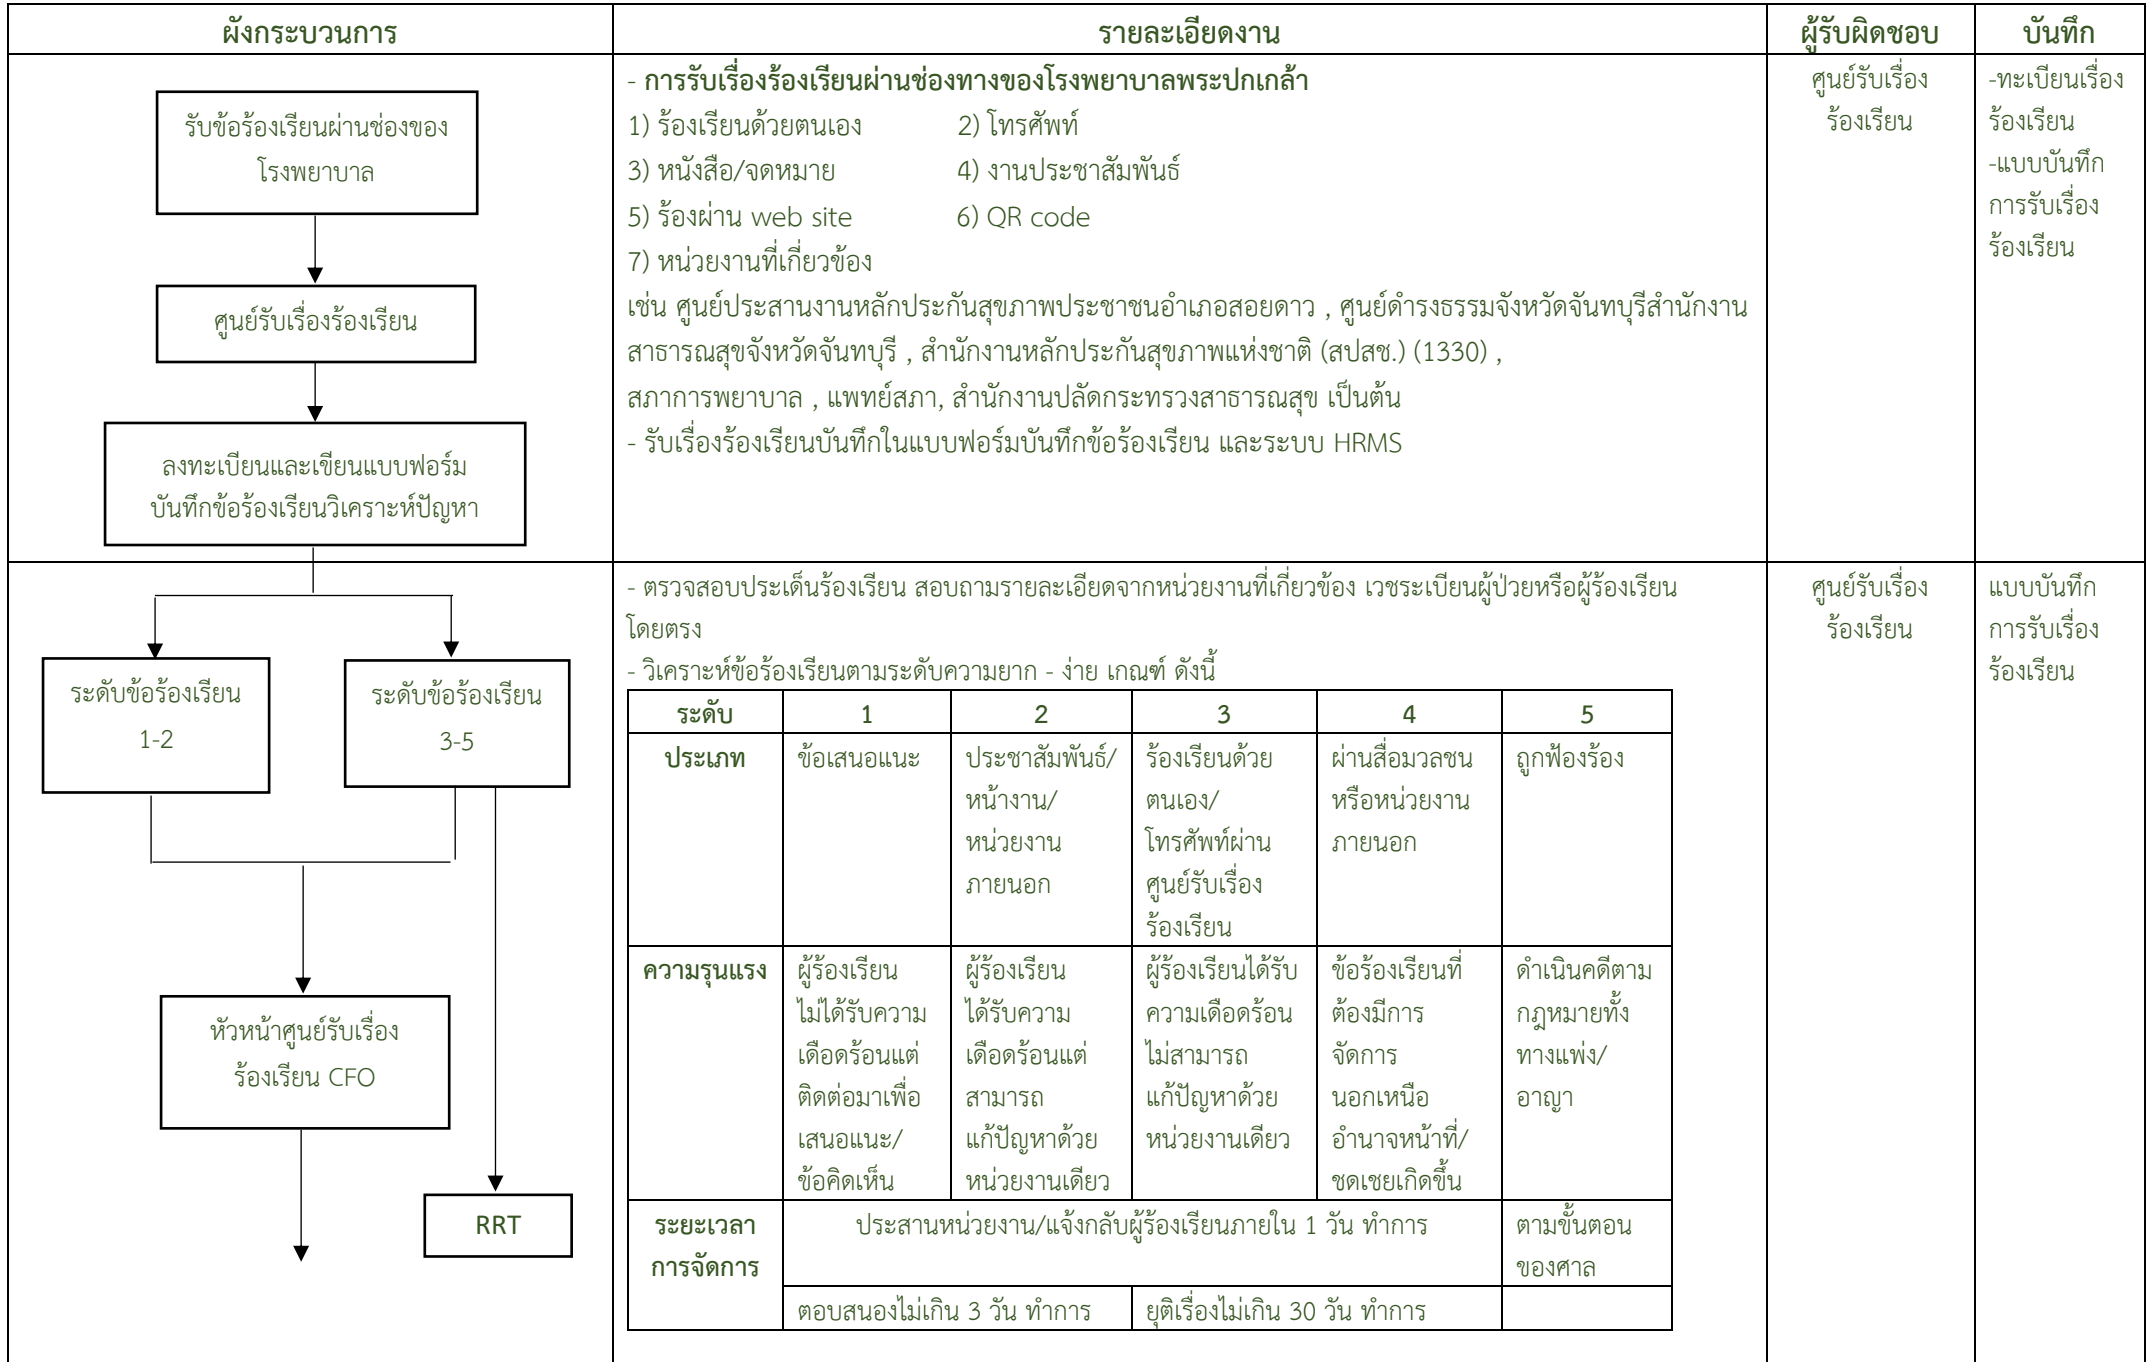 ผังกระบวนการ
รายละเอียดงาน
ผู้รับผิดชอบ
บันทึก
รับข้อร้องเรียนผ่านช่องของ
โรงพยาบาล
ศูนย์รับเรื่องร้องเรียน
ลงทะเบียนและเขียนแบบฟอร์ม
บันทึกข้อร้องเรียนวิเคราะห์ปัญหา
- การรับเรื่องร้องเรียนผ่านช่องทางของโรงพยาบาลพระปกเกล้า
1) ร้องเรียนด้วยตนเอง 2) โทรศัพท์
3) หนังสือ/จดหมาย 4) งานประชาสัมพันธ์
5) ร้องผ่าน web site 6) QR code
7) หน่วยงานที่เกี่ยวข้อง
เช่น ศูนย์ประสานงานหลักประกันสุขภาพประชาชนอำเภอสอยดาว , ศูนย์ดำรงธรรมจังหวัดจันทบุรีสำนักงาน
สาธารณสุขจังหวัดจันทบุรี , สำนักงานหลักประกันสุขภาพแห่งชาติ (สปสช.) (1330) ,
สภาการพยาบาล , แพทย์สภา, สำนักงานปลัดกระทรวงสาธารณสุข เป็นต้น
- รับเรื่องร้องเรียนบันทึกในแบบฟอร์มบันทึกข้อร้องเรียน และระบบ HRMS
ศูนย์รับเรื่อง
ร้องเรียน
-ทะเบียนเรื่อง
ร้องเรียน
-แบบบันทึก
การรับเรื่อง
ร้องเรียน
ระดับข้อร้องเรียน
1-2
ระดับข้อร้องเรียน
3-5
หัวหน้าศูนย์รับเรื่อง
ร้องเรียน CFO
RRT
- ตรวจสอบประเด็นร้องเรียน สอบถามรายละเอียดจากหน่วยงานที่เกี่ยวข้อง เวชระเบียนผู้ป่วยหรือผู้ร้องเรียน
โดยตรง
- วิเคราะห์ข้อร้องเรียนตามระดับความยาก - ง่าย เกณฑ์ ดังนี้
ระดับ 1 2 3 4 5
ประเภท
ข้อเสนอแนะ
ประชาสัมพันธ์/
หน้างาน/
หน่วยงาน
ภายนอก
ร้องเรียนด้วย
ตนเอง/
โทรศัพท์ผ่าน
ศูนย์รับเรื่อง
ร้องเรียน
ผ่านสื่อมวลชน
หรือหน่วยงาน
ภายนอก
ถูกฟ้องร้อง
ความรุนแรง
ผู้ร้องเรียน
ไม่ได้รับความ
เดือดร้อนแต่
ติดต่อมาเพื่อ
เสนอแนะ/
ข้อคิดเห็น
ผู้ร้องเรียน
ได้รับความ
เดือดร้อนแต่
สามารถ
แก้ปัญหาด้วย
หน่วยงานเดียว
ผู้ร้องเรียนได้รับ
ความเดือดร้อน
ไม่สามารถ
แก้ปัญหาด้วย
หน่วยงานเดียว
ข้อร้องเรียนที่
ต้องมีการ
จัดการ
นอกเหนือ
อำนาจหน้าที่/
ชดเชยเกิดขึ้น
ดำเนินคดีตาม
กฎหมายทั้ง
ทางแพ่ง/
อาญา
ระยะเวลา
การจัดการ
ประสานหน่วยงาน/แจ้งกลับผู้ร้องเรียนภายใน 1 วัน ทำการ
ตามขั้นตอน
ของศาล
ตอบสนองไม่เกิน 3 วัน ทำการ
ยุติเรื่องไม่เกิน 30 วัน ทำการ
ศูนย์รับเรื่อง
ร้องเรียน
แบบบันทึก
การรับเรื่อง
ร้องเรียน